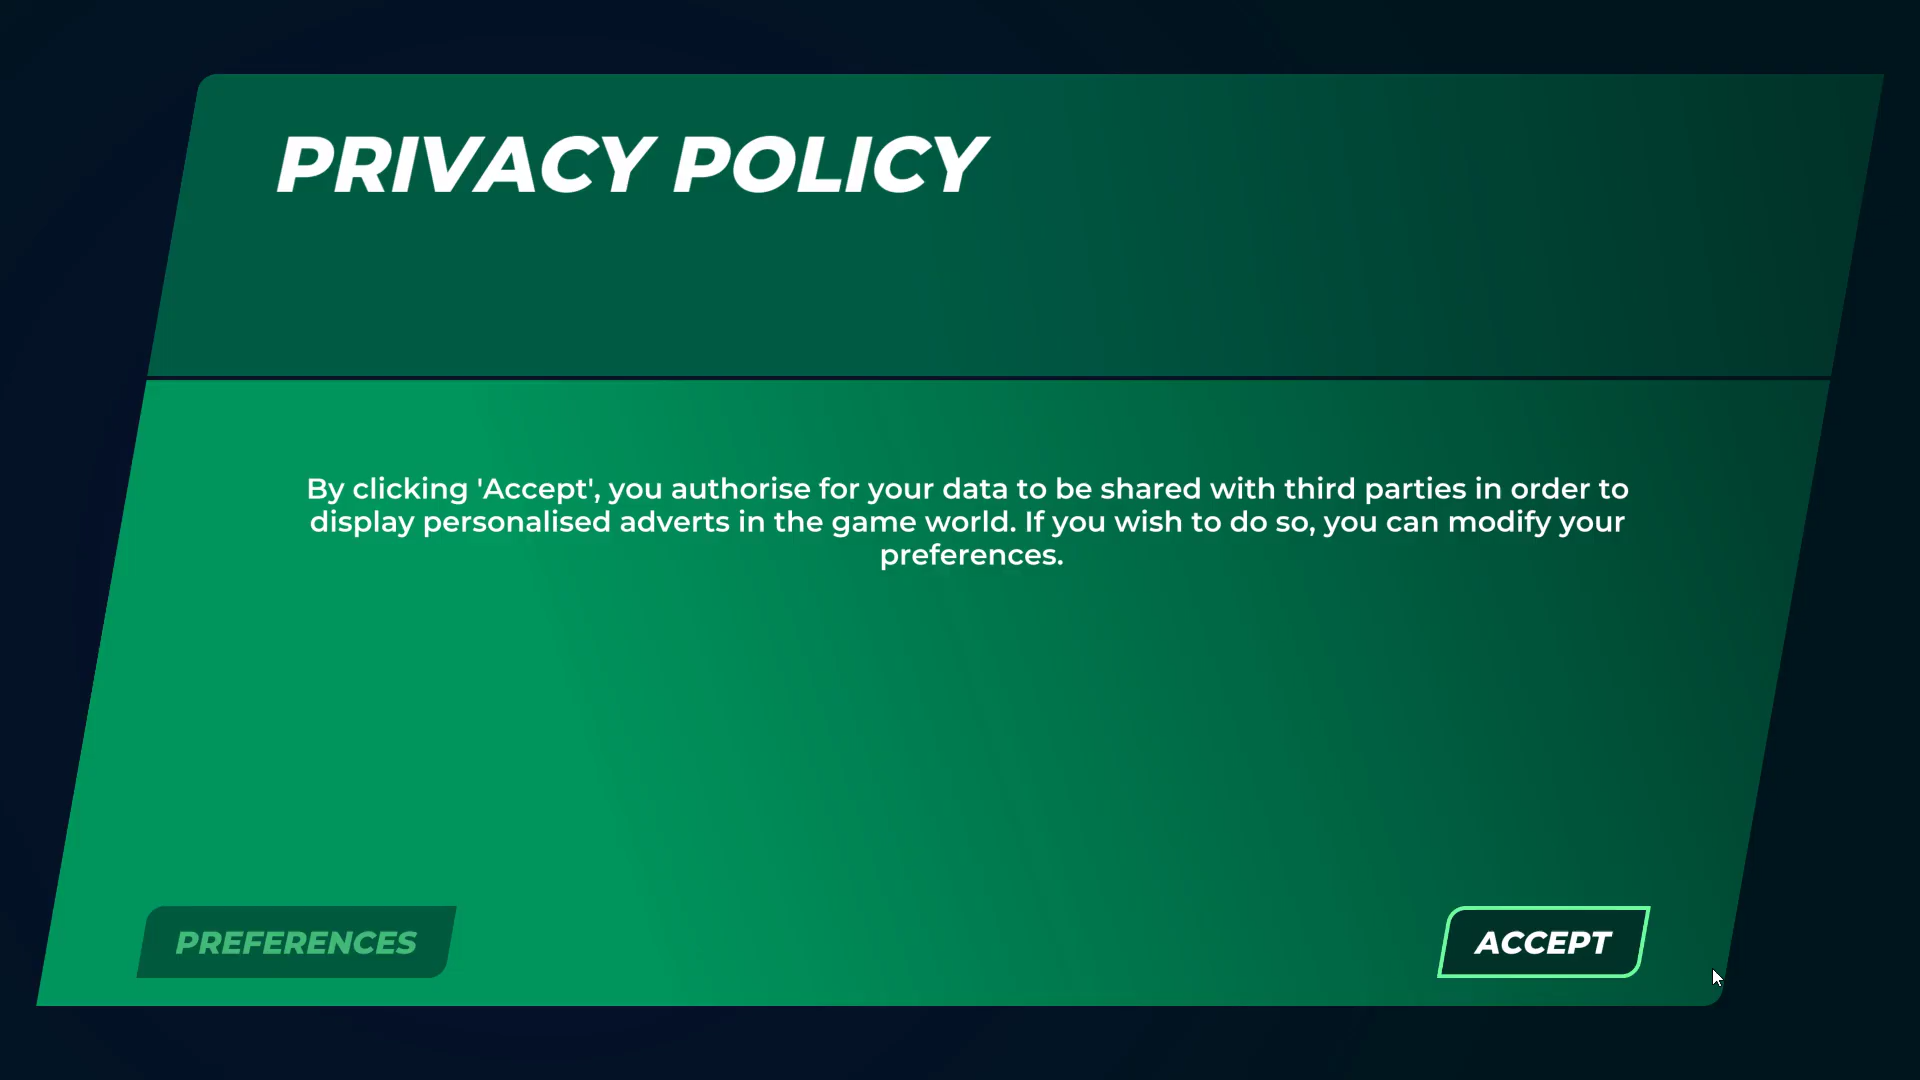 PRIVACY POLICY
By clicking 'Accept', you authorise for your data to be shared with third parties in order to
display personalised adverts in the game world. If you wish to do so, you can modify your
preferences.
PREFERENCES
ACCEPT